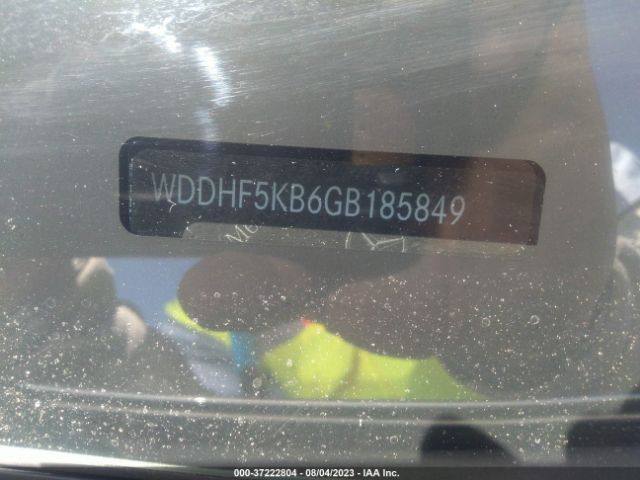 WDDHF5KB6GB185849
000-37222804 - 08/04/2023 - IAA Inc.